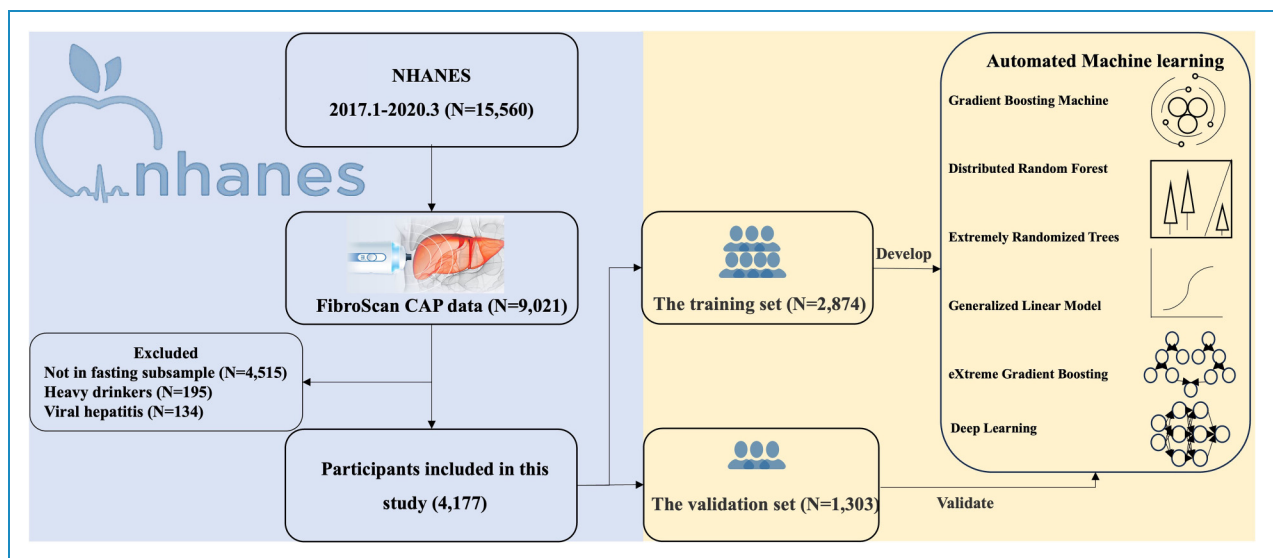 nhanes
NHANES
2017.1-2020.3 (N=15,560)
FibroScan CAP data (N=9,021)
Excluded
Not in fasting subsample (N=4,515)
Heavy drinkers (N=195)
Viral hepatitis (N=134)
Participants included in this
study (4,177)
The training set (N=2,874)
Develop
The validation set (N=1,303)
Validate
Automated Machine learning
Gradient Boosting Machine
Distributed Random Forest
Extremely Randomized Trees
Generalized Linear Model
eXtreme Gradient Boosting
Deep Learning